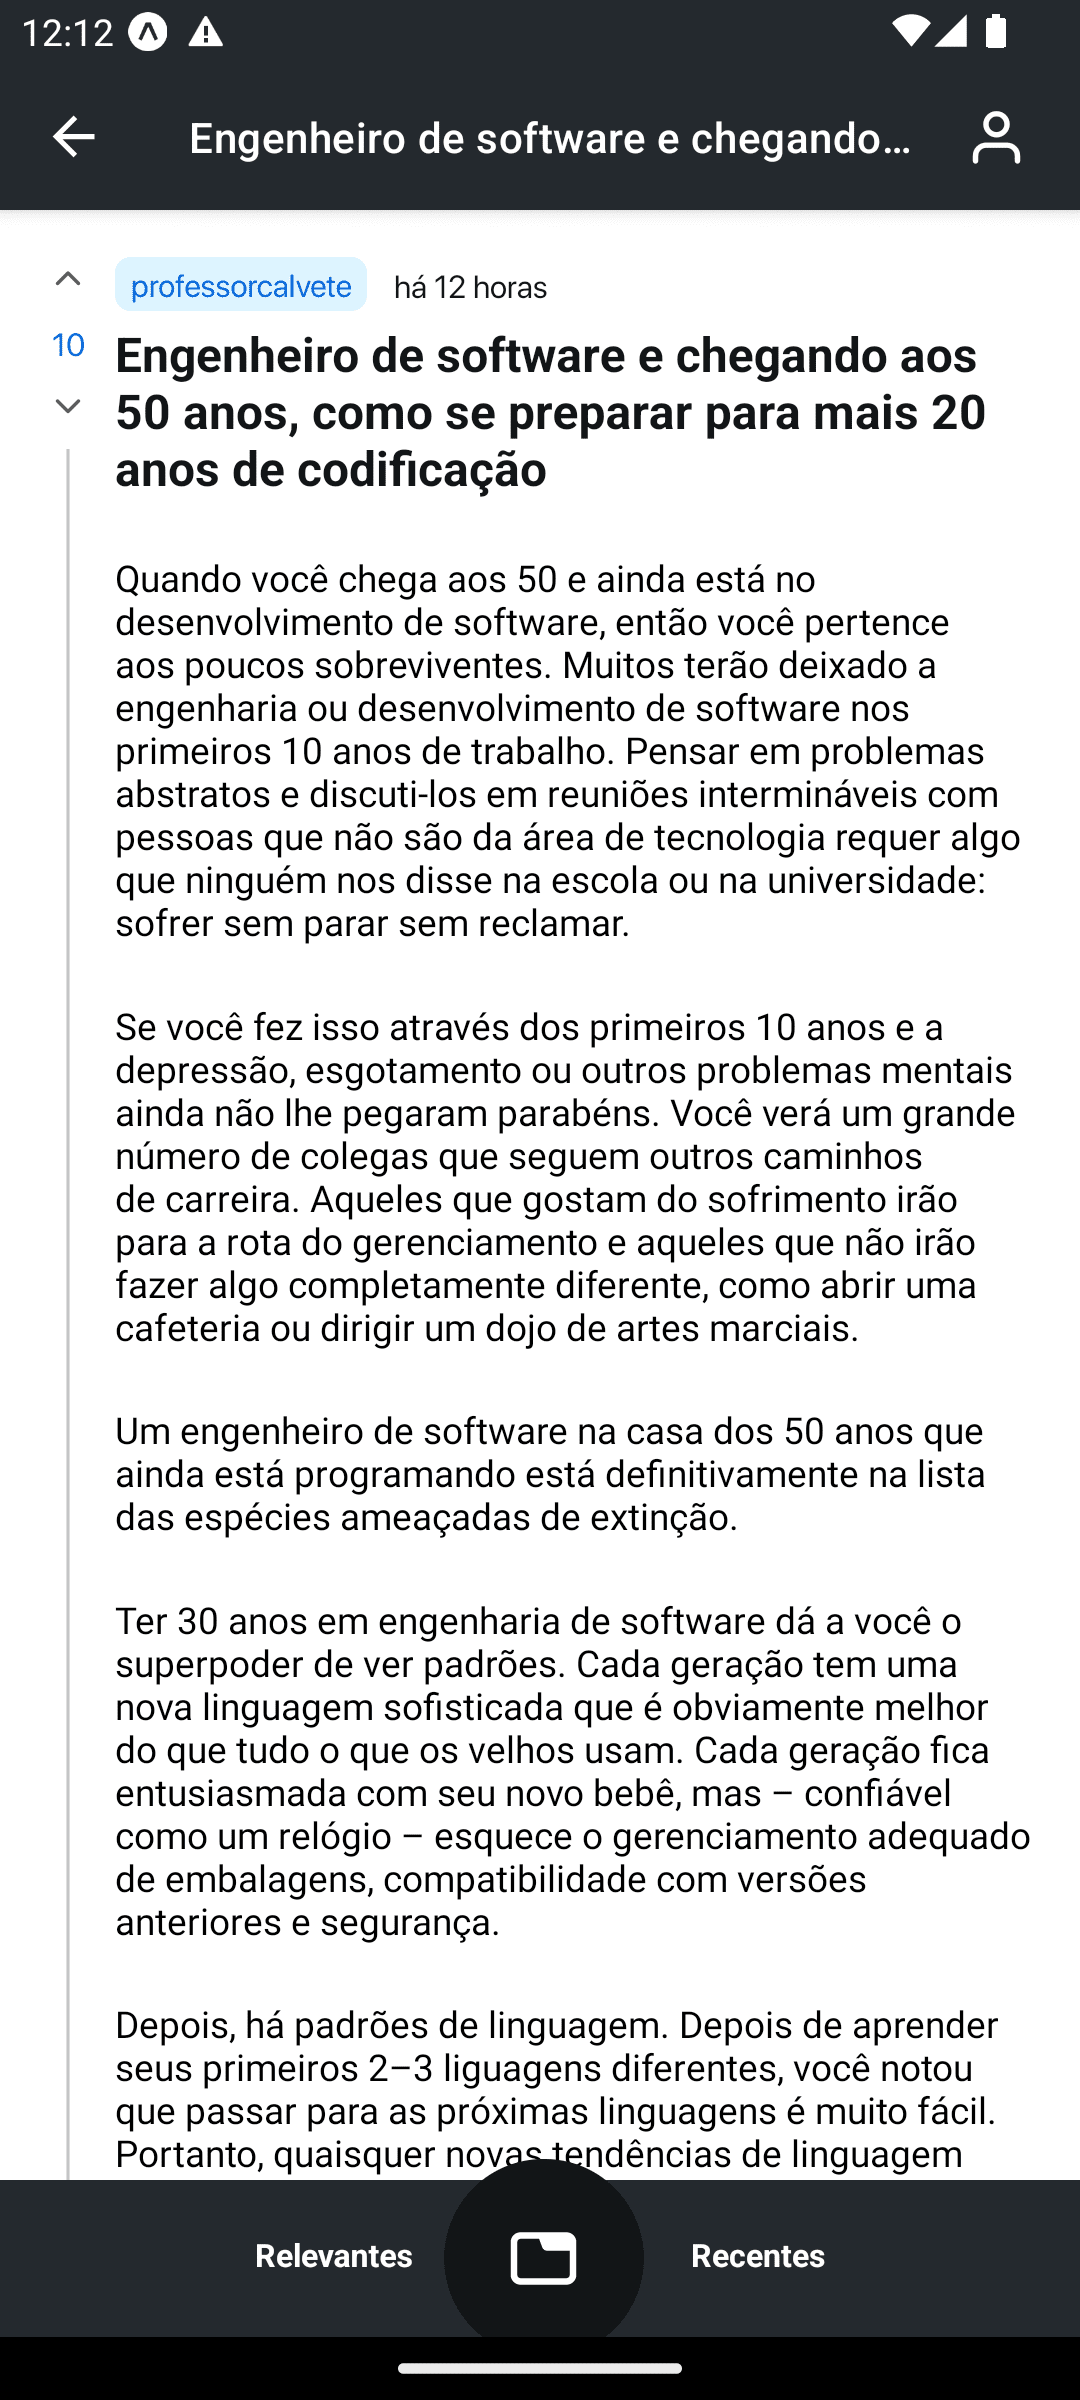 12:12
Engenheiro de software e chegando...
professorcalvete há 12 horas
10
Engenheiro de software e chegando aos
50 anos, como se preparar para mais 20
anos de codificação
Quando você chega aos 50 e ainda está no
desenvolvimento de software, então você pertence
aos poucos sobreviventes. Muitos terão deixado a
engenharia ou desenvolvimento de software nos
primeiros 10 anos de trabalho. Pensar em problemas
abstratos e discuti-los em reuniões intermináveis com
pessoas que não são da área de tecnologia requer algo
que ninguém nos disse na escola ou na universidade:
sofrer sem parar sem reclamar.
Se você fez isso através dos primeiros 10 anos e a
depressão, esgotamento ou outros problemas mentais
ainda não lhe pegaram parabéns. Você verá um grande
número de colegas que seguem outros caminhos
de carreira. Aqueles que gostam do sofrimento irão
para a rota do gerenciamento e aqueles que não irão
fazer algo completamente diferente, como abrir uma
cafeteria ou dirigir um dojo de artes marciais.
Um engenheiro de software na casa dos 50 anos que
ainda está programando está definitivamente na lista
das espécies ameaçadas de extinção.
Ter 30 anos em engenharia de software dá a você o
superpoder de ver padrões. Cada geração tem uma
nova linguagem sofisticada que é obviamente melhor
do que tudo o que os velhos usam. Cada geração fica
entusiasmada com seu novo bebê, mas – confiável
como um relógio – esquece o gerenciamento adequado
de embalagens, compatibilidade com versões
anteriores e segurança.
Depois, há padrões de linguagem. Depois de aprender
seus primeiros 2–3 liguagens diferentes, você notou
que passar para as próximas linguagens é muito fácil.
Portanto, quaisquer novas tendências de linguagem
Relevantes
Recentes